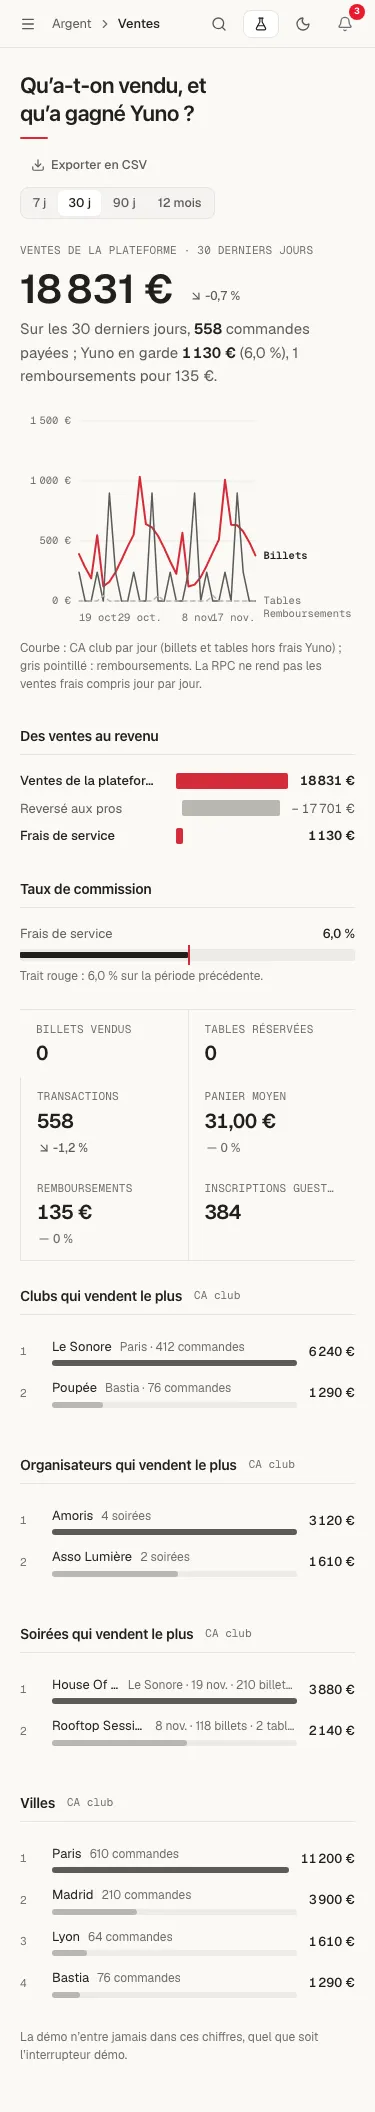 Argent > Ventes
3
Qu'a-t-on vendu, et
qu'a gagné Yuno ?
Exporter en CSV
7 j 30 j 90 j 12 mois
VENTES DE LA PLATEFORME · 30 DERNIERS JOURS
18 831 € ↘ -0,7 %
Sur les 30 derniers jours, 558 commandes
payées ; Yuno en garde 1 130 € (6,0 %), 1
remboursements pour 135 €.
1 500 €
1 000 €
500 €
Billets
0 €
Tables
Remboursements
19 oct. 29 oct. 8 nov. 17 nov.
Courbe : CA club par jour (billets et tables hors frais Yuno) ;
gris pointillé : remboursements. La RPC ne rend pas les
ventes frais compris jour par jour.
Des ventes au revenu
Ventes de la platefor... 18 831 €
Reversé aux pros − 17 701 €
Frais de service 1 130 €
Taux de commission
Frais de service 6,0 %
Trait rouge : 6,0 % sur la période précédente.
BILLETS VENDUS TABLES RÉSERVÉES
0 0
TRANSACTIONS PANIER MOYEN
558 31,00 €
↘ -1,2 % — 0 %
REMBOURSEMENTS INSCRIPTIONS GUEST…
135 € 384
— 0 %
Clubs qui vendent le plus CA club
1 Le Sonore Paris · 412 commandes 6 240 €
2 Poupée Bastia · 76 commandes 1 290 €
Organisateurs qui vendent le plus CA club
1 Amoris 4 soirées 3 120 €
2 Asso Lumière 2 soirées 1 610 €
Soirées qui vendent le plus CA club
1 House Of ... Le Sonore · 19 nov. · 210 billet... 3 880 €
2 Rooftop Sessi... 8 nov. · 118 billets · 2 tabl... 2 140 €
Villes CA club
1 Paris 610 commandes 11 200 €
2 Madrid 210 commandes 3 900 €
3 Lyon 64 commandes 1 610 €
4 Bastia 76 commandes 1 290 €
La démo n'entre jamais dans ces chiffres, quel que soit
l'interrupteur démo.